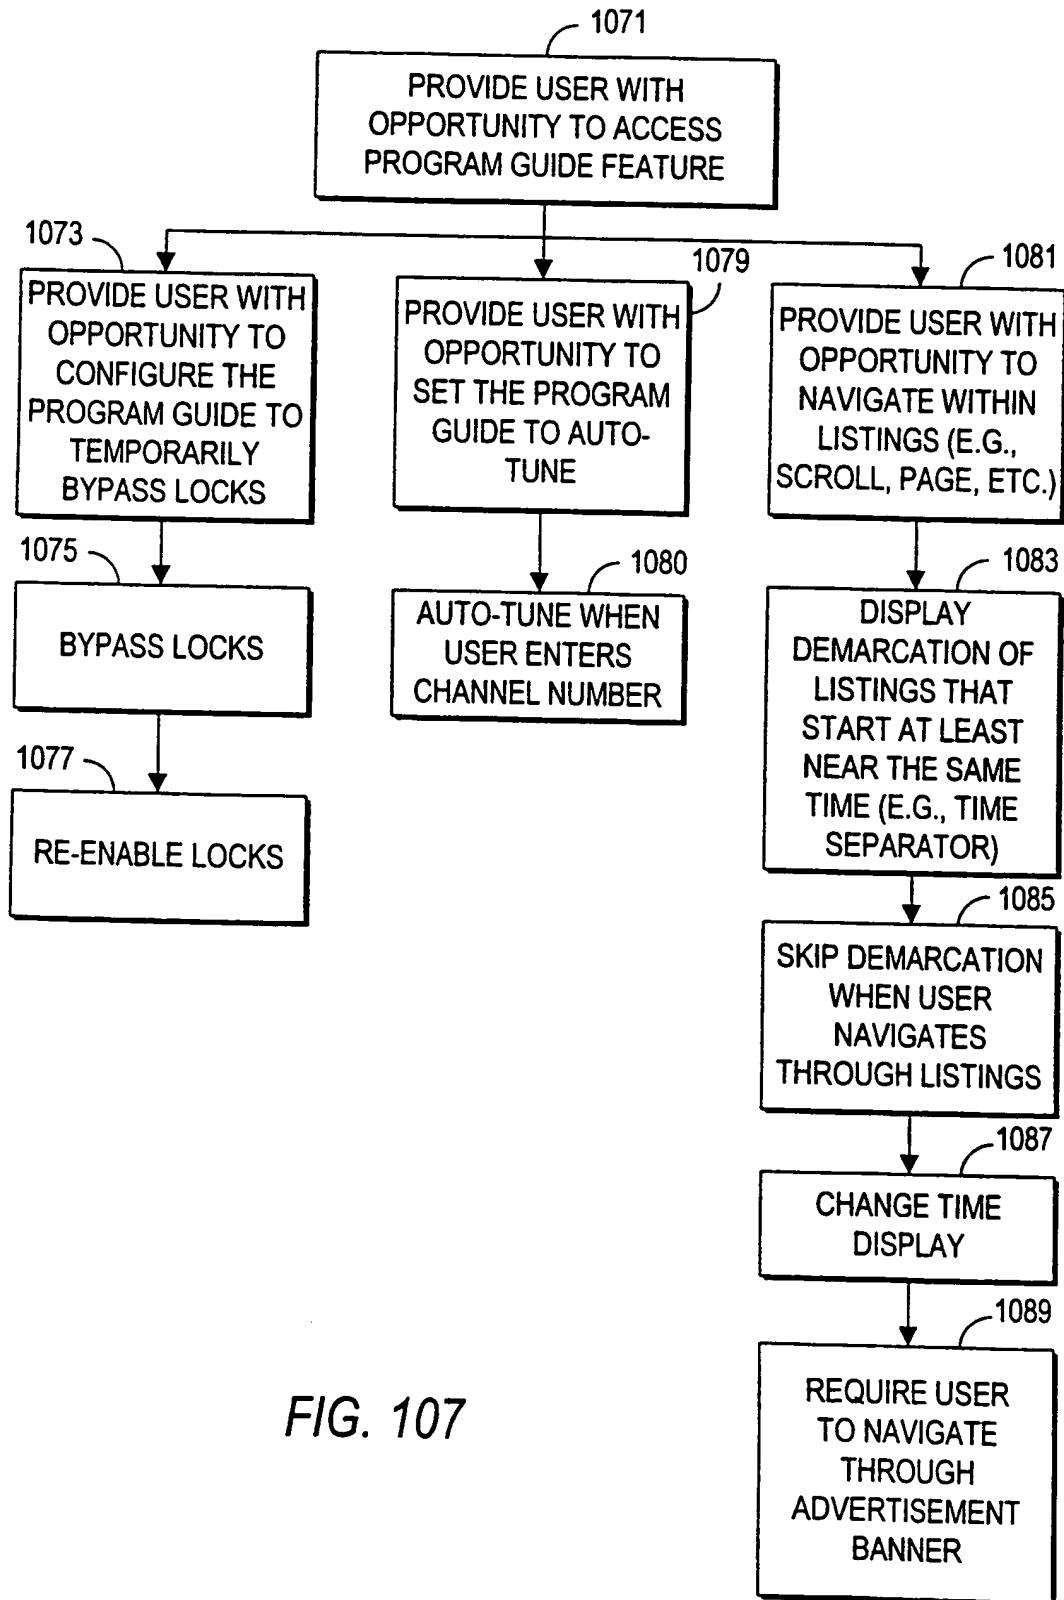 1071
PROVIDE USER WITH
OPPORTUNITY TO ACCESS
PROGRAM GUIDE FEATURE
1073
PROVIDE USER WITH
OPPORTUNITY TO
CONFIGURE THE
PROGRAM GUIDE TO
TEMPORARILY
BYPASS LOCKS
1075
BYPASS LOCKS
1077
RE-ENABLE LOCKS
1079
PROVIDE USER WITH
OPPORTUNITY TO
SET THE PROGRAM
GUIDE TO AUTO-
TUNE
1080
AUTO-TUNE WHEN
USER ENTERS
CHANNEL NUMBER
1081
PROVIDE USER WITH
OPPORTUNITY TO
NAVIGATE WITHIN
LISTINGS (E.G.,
SCROLL, PAGE, ETC.)
1083
DISPLAY
DEMARCATION OF
LISTINGS THAT
START AT LEAST
NEAR THE SAME
TIME (E.G., TIME
SEPARATOR)
1085
SKIP DEMARCATION
WHEN USER
NAVIGATES
THROUGH LISTINGS
1087
CHANGE TIME
DISPLAY
1089
REQUIRE USER
TO NAVIGATE
THROUGH
ADVERTISEMENT
BANNER
FIG. 107